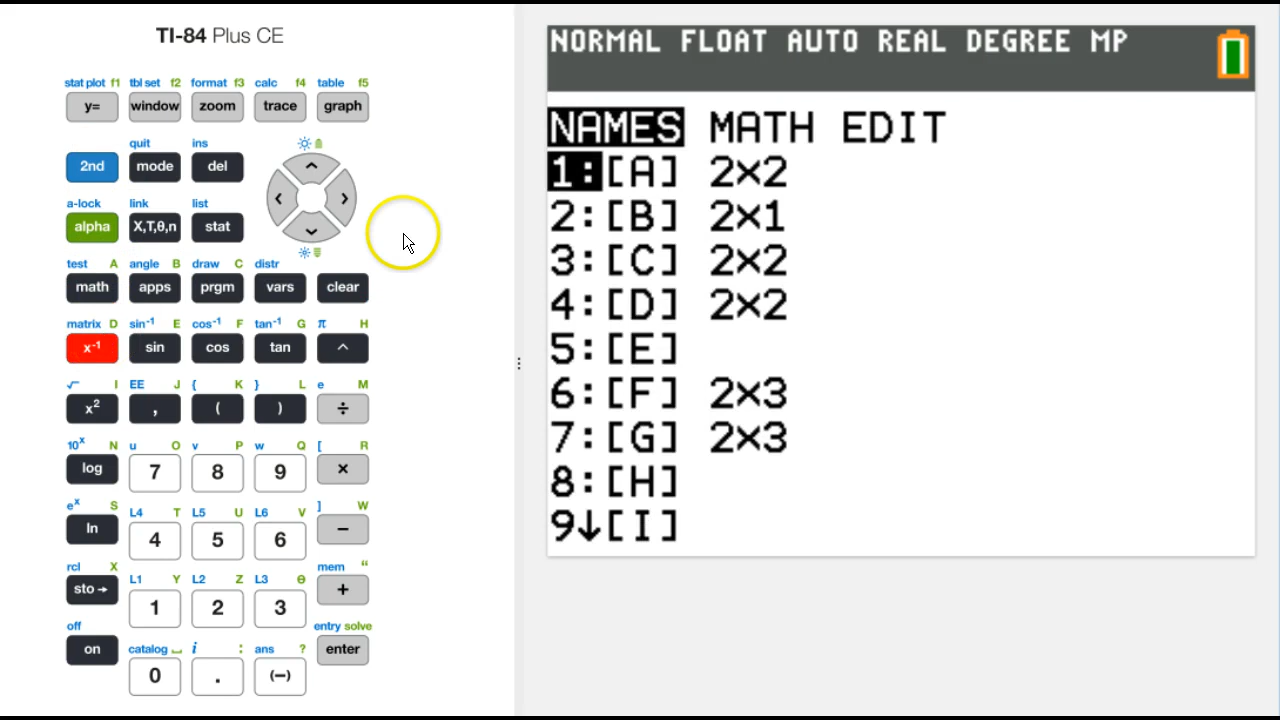 TI-84 Plus CE
stat plot f1 tbl set f2 format f3 calc f4 table f5
y= window zoom trace graph
quit ins
2nd mode del
a-lock link list
alpha X,T,θ,n stat
test A angle B draw C distr
math apps prgm vars clear
matrix D sin⁻¹ E cos⁻¹ F tan⁻¹ G π H
x⁻¹ sin cos tan ^
√ I EE J { K } L e M
x² , ( ) ÷
10ˣ N u O v P w Q [ R
log 7 8 9 ×
eˣ S L4 T L5 U L6 V ] W
ln 4 5 6 −
rcl X L1 Y L2 Z L3 θ mem “
sto→ 1 2 3 +
off catalog ⎵ i : ans ? entry solve
on 0 . (−) enter
NORMAL FLOAT AUTO REAL DEGREE MP
NAMES MATH EDIT
1:[A] 2×2
2:[B] 2×1
3:[C] 2×2
4:[D] 2×2
5:[E]
6:[F] 2×3
7:[G] 2×3
8:[H]
9↓[I]